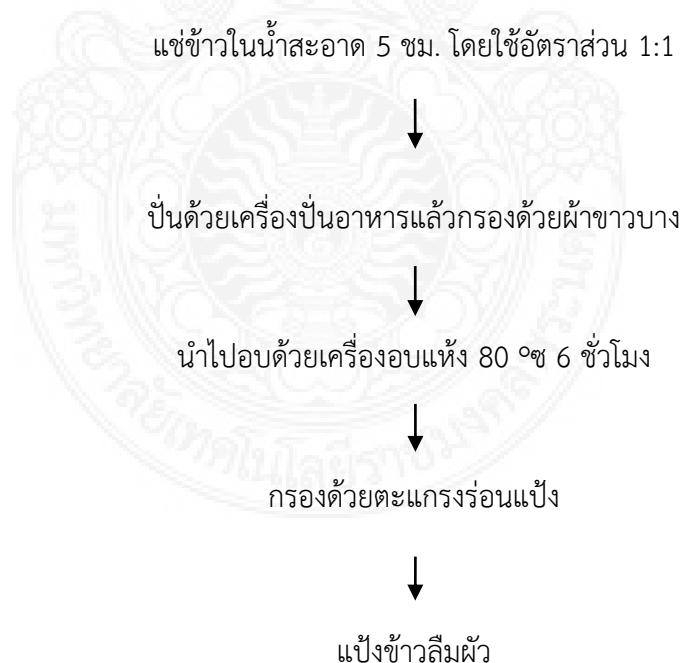 แช่ข้าวในน้ำสะอาด 5 ชม. โดยใช้อัตราส่วน 1:1
ปั่นด้วยเครื่องปั่นอาหารแล้วกรองด้วยผ้าขาวบาง
นำไปอบด้วยเครื่องอบแห้ง 80 ºซ 6 ชั่วโมง
กรองด้วยตะแกรงร่อนแป้ง
แป้งข้าวลืมผัว